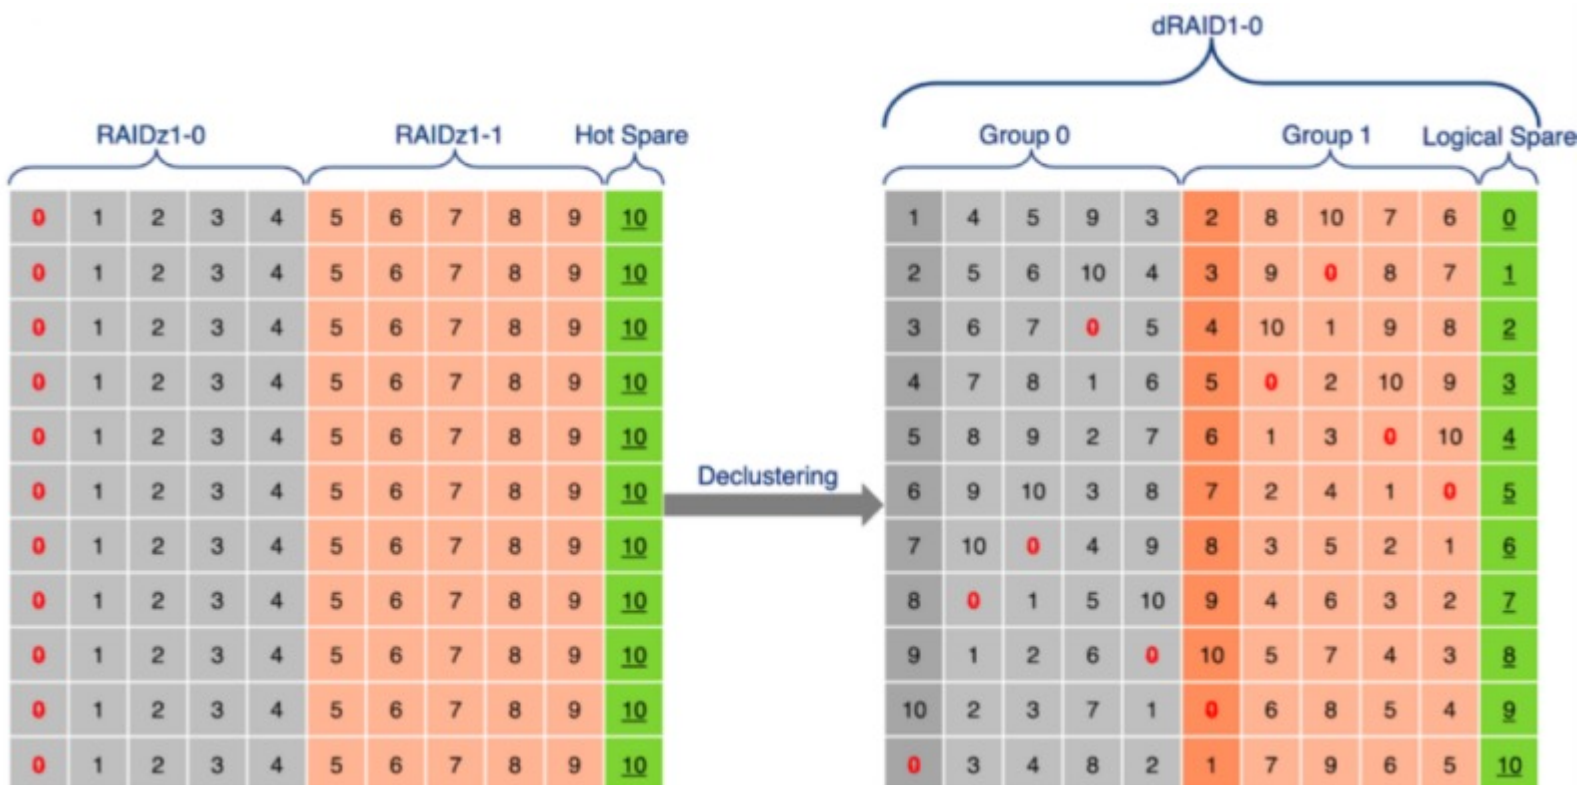 dRAID1-0
RAIDz1-0 RAIDz1-1 Hot Spare Group 0 Group 1 Logical Spare
0 1 2 3 4 5 6 7 8 9 10 1 4 5 9 3 2 8 10 7 6 0
0 1 2 3 4 5 6 7 8 9 10 2 5 6 10 4 3 9 0 8 7 1
0 1 2 3 4 5 6 7 8 9 10 3 6 7 0 5 4 10 1 9 8 2
0 1 2 3 4 5 6 7 8 9 10 4 7 8 1 6 5 0 2 10 9 3
0 1 2 3 4 5 6 7 8 9 10 5 8 9 2 7 6 1 3 0 10 4
Declustering
0 1 2 3 4 5 6 7 8 9 10 6 9 10 3 8 7 2 4 1 0 5
0 1 2 3 4 5 6 7 8 9 10 7 10 0 4 9 8 3 5 2 1 6
0 1 2 3 4 5 6 7 8 9 10 8 0 1 5 10 9 4 6 3 2 7
0 1 2 3 4 5 6 7 8 9 10 9 1 2 6 0 10 5 7 4 3 8
0 1 2 3 4 5 6 7 8 9 10 10 2 3 7 1 0 6 8 5 4 9
0 1 2 3 4 5 6 7 8 9 10 0 3 4 8 2 1 7 9 6 5 10